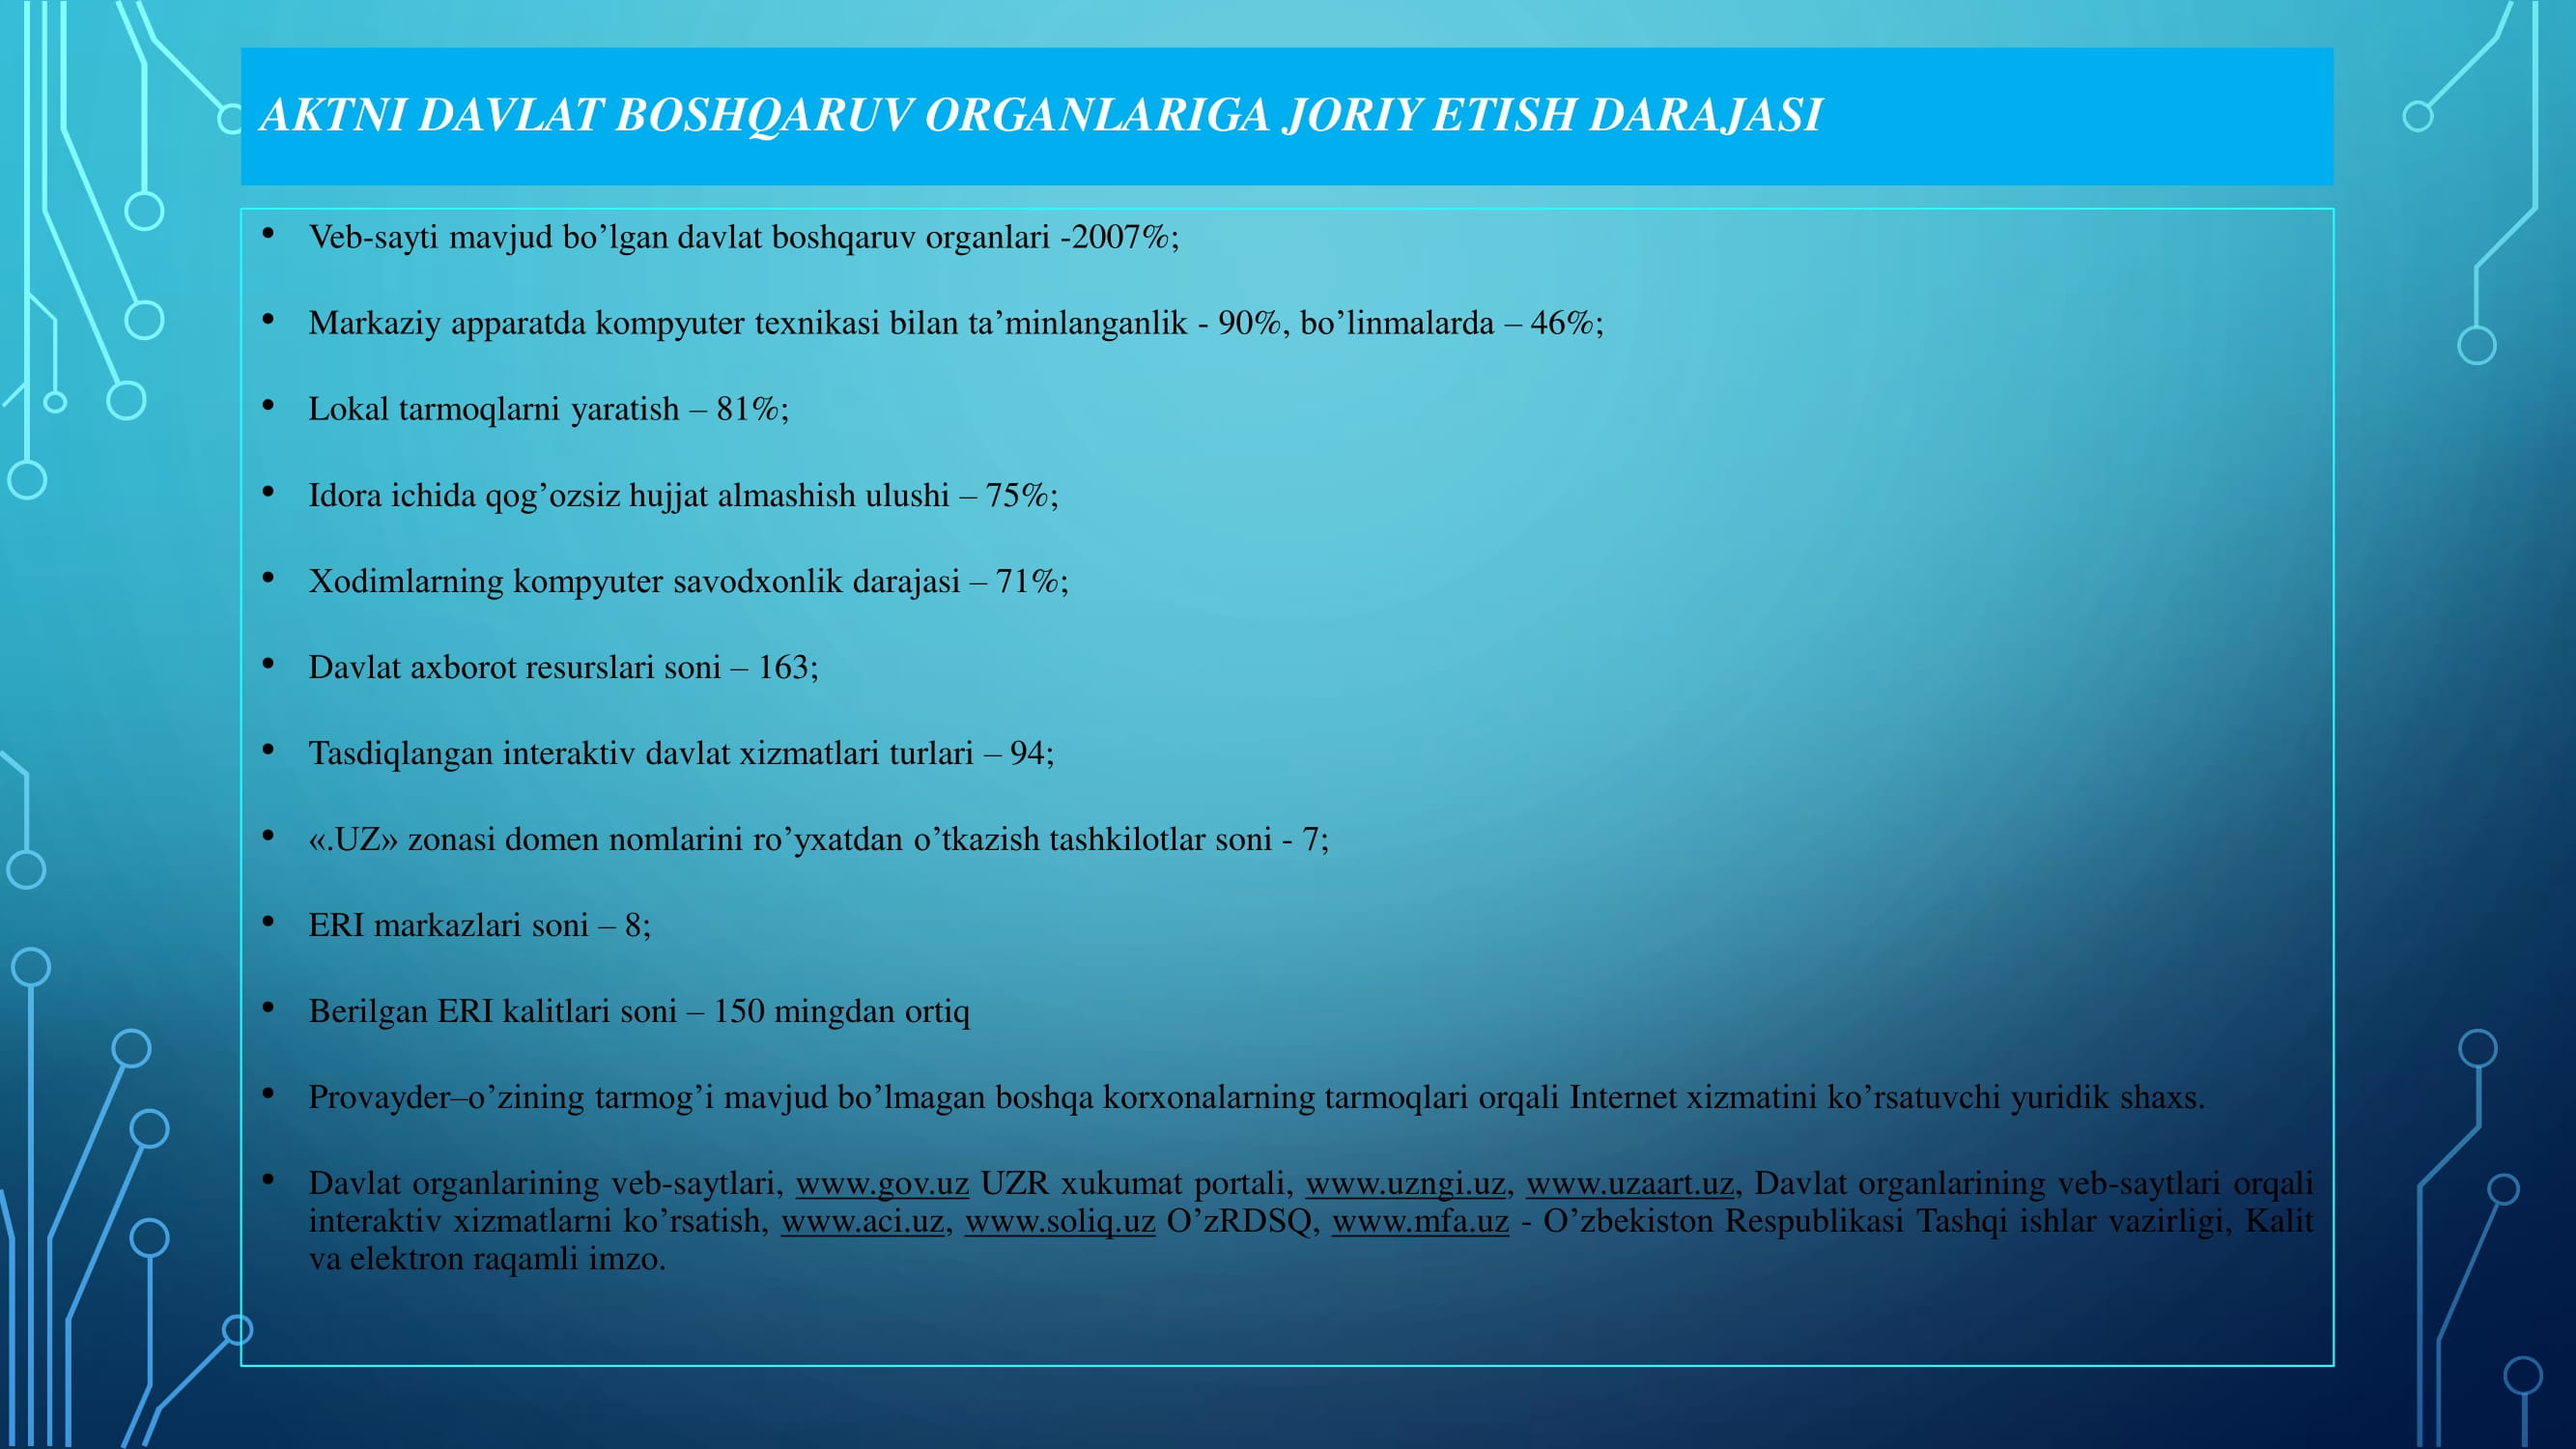 AKTNI DAVLAT BOSHQARUV ORGANLARIGA JORIY ETISH DARAJASI
• Veb-sayti mavjud bo’lgan davlat boshqaruv organlari -2007%;
• Markaziy apparatda kompyuter texnikasi bilan ta’minlanganlik - 90%, bo’linmalarda – 46%;
• Lokal tarmoqlarni yaratish – 81%;
• Idora ichida qog’ozsiz hujjat almashish ulushi – 75%;
• Xodimlarning kompyuter savodxonlik darajasi – 71%;
• Davlat axborot resurslari soni – 163;
• Tasdiqlangan interaktiv davlat xizmatlari turlari – 94;
• «.UZ» zonasi domen nomlarini ro’yxatdan o’tkazish tashkilotlar soni - 7;
• ERI markazlari soni – 8;
• Berilgan ERI kalitlari soni – 150 mingdan ortiq
• Provayder–o’zining tarmog’i mavjud bo’lmagan boshqa korxonalarning tarmoqlari orqali Internet xizmatini ko’rsatuvchi yuridik shaxs.
• Davlat organlarining veb-saytlari, www.gov.uz UZR xukumat portali, www.uzngi.uz, www.uzaart.uz, Davlat organlarining veb-saytlari orqali
interaktiv xizmatlarni ko’rsatish, www.aci.uz, www.soliq.uz O’zRDSQ, www.mfa.uz - O’zbekiston Respublikasi Tashqi ishlar vazirligi, Kalit
va elektron raqamli imzo.